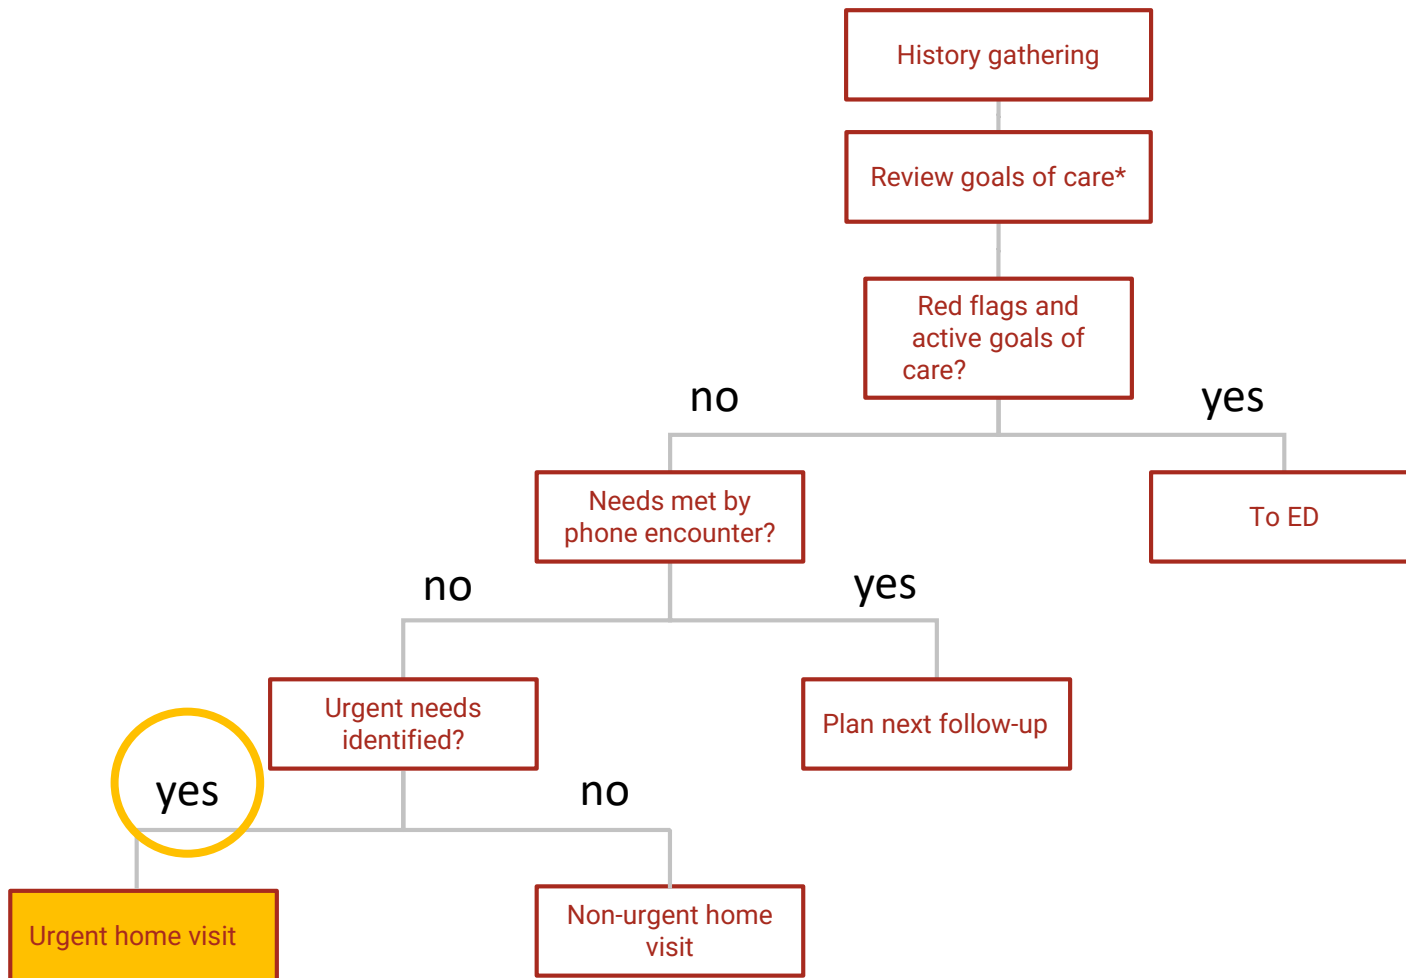 History gathering
Review goals of care*
Red flags and
active goals of
care?
no
yes
Needs met by
phone encounter?
To ED
no
yes
Urgent needs
identified?
Plan next follow-up
yes
no
Urgent home visit
Non-urgent home
visit